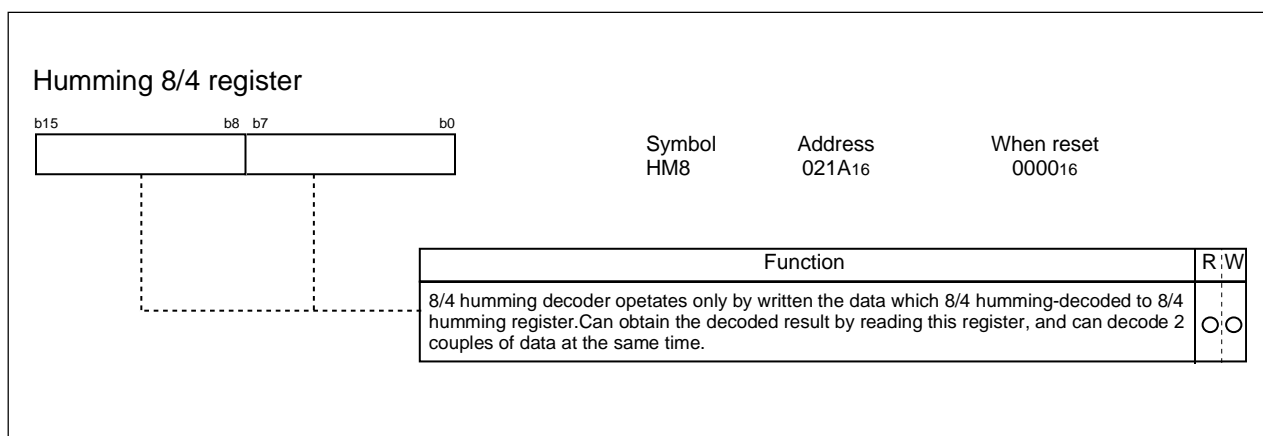 Humming 8/4 register
b15 b8 b7 b0
Symbol Address When reset
HM8 021A16 000016
Function R W
8/4 humming decoder opetates only by written the data which 8/4 humming-decoded to 8/4
humming register.Can obtain the decoded result by reading this register, and can decode 2
couples of data at the same time.